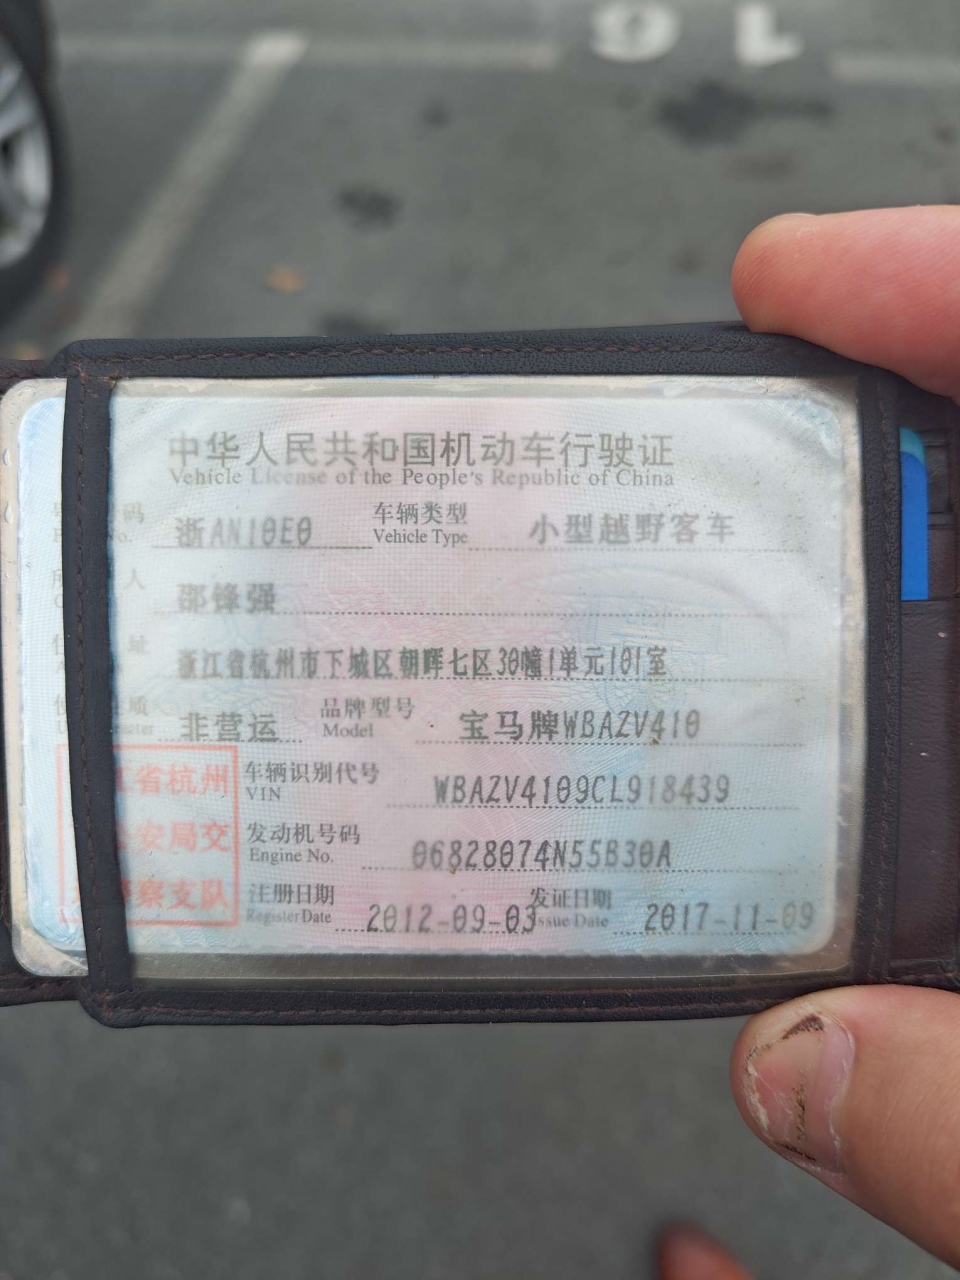 16
中华人民共和国机动车行驶证
Vehicle License of the People's Republic of China
码 No. 浙AN10E0 车辆类型 Vehicle Type 小型越野客车
人 邵锋强
址 浙江省杭州市下城区朝晖七区30幢1单元101室
质 非营运 品牌型号 Model 宝马牌WBAZV410
江省杭州 车辆识别代号 VIN WBAZV4109CL918439
安局交 发动机号码 Engine No. 06828074N55B30A
察支队 注册日期 Register Date 2012-09-03 发证日期 Issue Date 2017-11-09